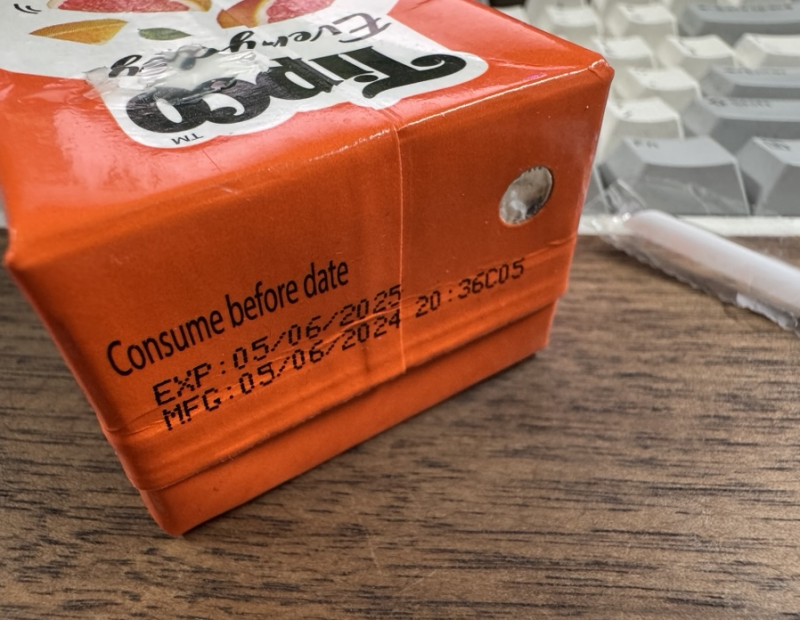 Tipco
TM
Everyday
Consume before date
EXP:05/06/2025
MFG:05/06/2024 20:36C05